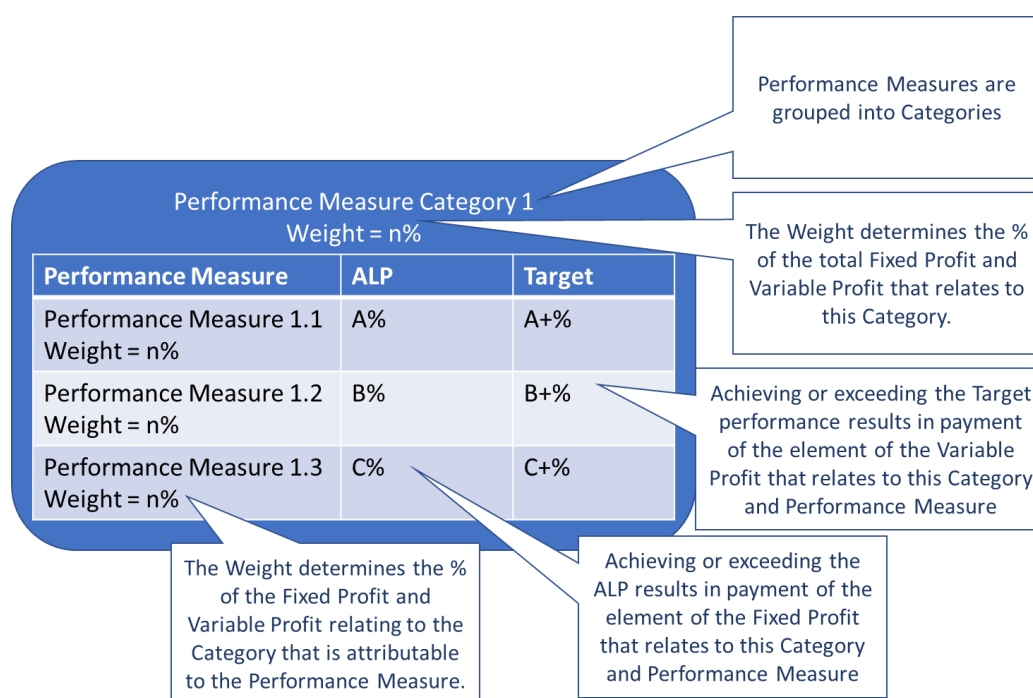 Performance Measures are
grouped into Categories
Performance Measure Category 1
Weight = n%
The Weight determines the %
of the total Fixed Profit and
Variable Profit that relates to
this Category.
Performance Measure ALP Target
Performance Measure 1.1 A% A+%
Weight = n%
Performance Measure 1.2 B% B+%
Weight = n%
Performance Measure 1.3 C% C+%
Weight = n%
Achieving or exceeding the Target
performance results in payment
of the element of the Variable
Profit that relates to this Category
and Performance Measure
The Weight determines the %
of the Fixed Profit and
Variable Profit relating to the
Category that is attributable
to the Performance Measure.
Achieving or exceeding the
ALP results in payment of the
element of the Fixed Profit
that relates to this Category
and Performance Measure